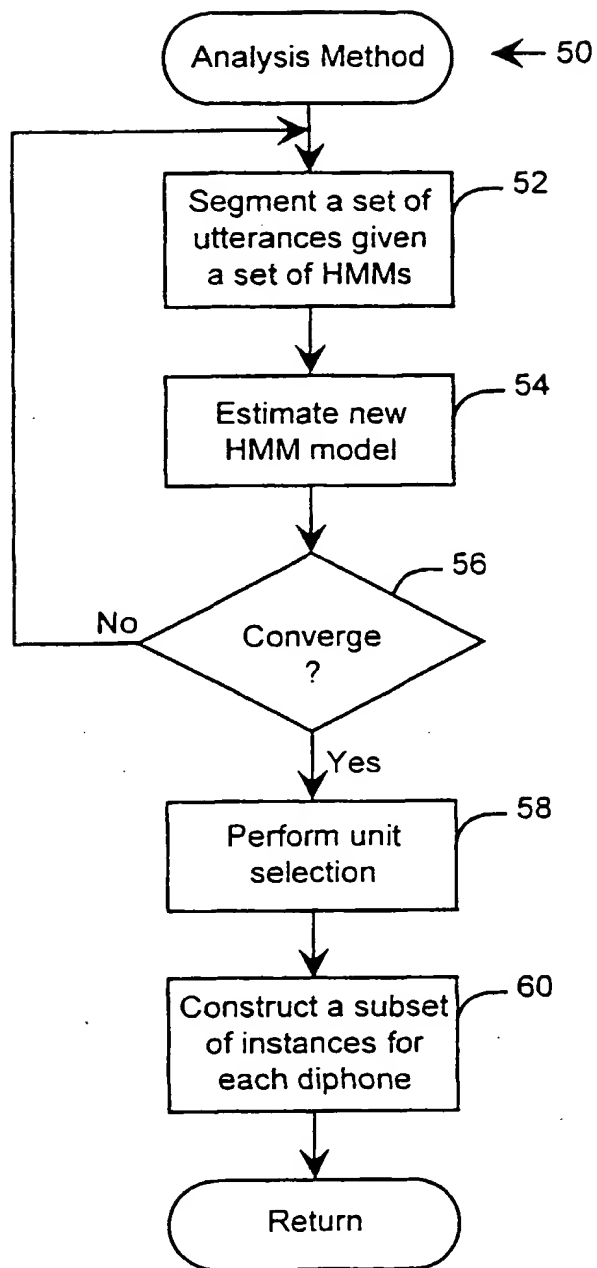 Analysis Method
50
52
Segment a set of
utterances given
a set of HMMs
54
Estimate new
HMM model
56
No
Converge
?
Yes
58
Perform unit
selection
60
Construct a subset
of instances for
each diphone
Return